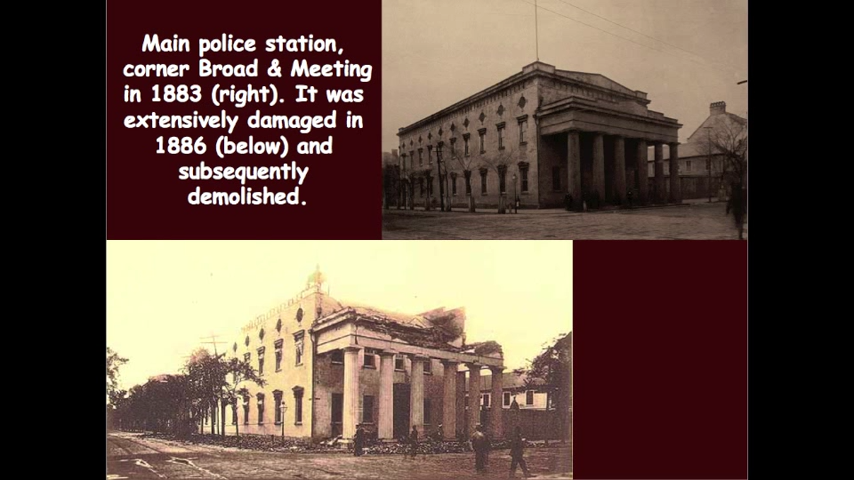 Main police station,
corner Broad & Meeting
in 1883 (right). It was
extensively damaged in
1886 (below) and
subsequently
demolished.